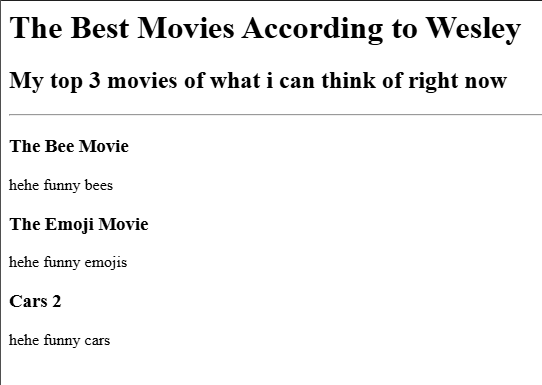 The Best Movies According to Wesley
My top 3 movies of what i can think of right now
The Bee Movie
hehe funny bees
The Emoji Movie
hehe funny emojis
Cars 2
hehe funny cars